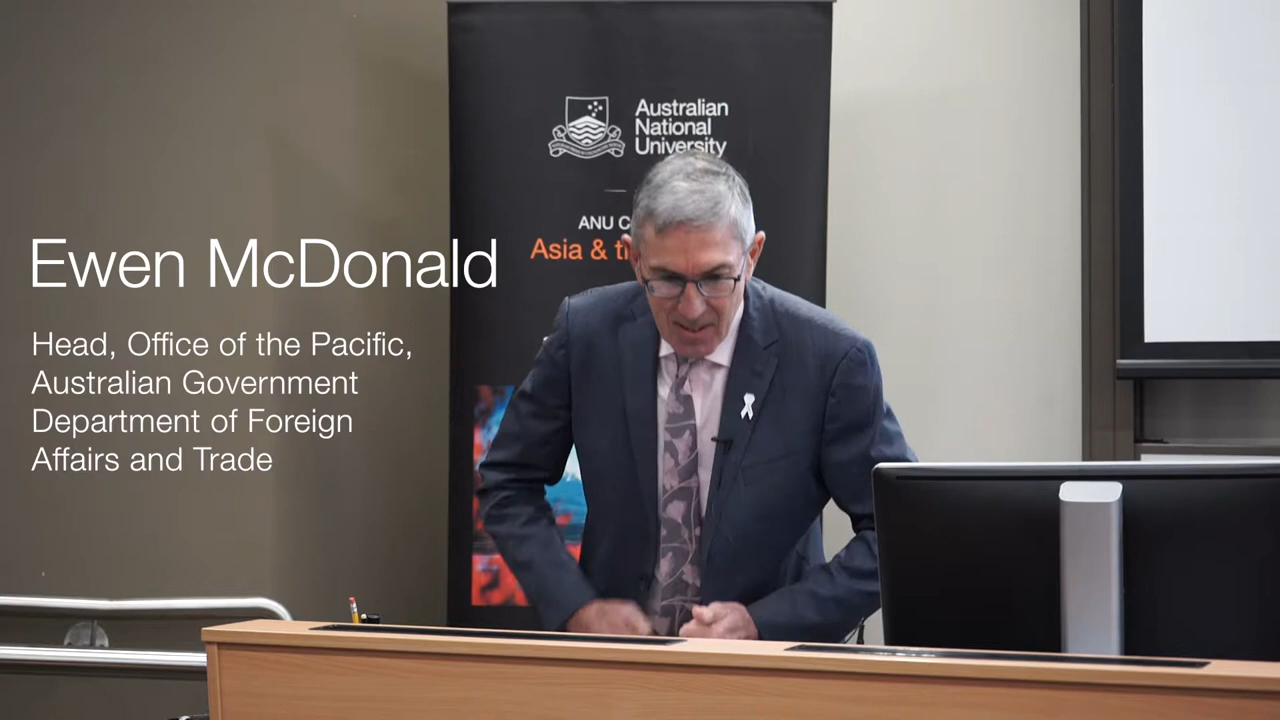 Australian
National
University
ANU
Asia &
Ewen McDonald
Head, Office of the Pacific,
Australian Government
Department of Foreign
Affairs and Trade